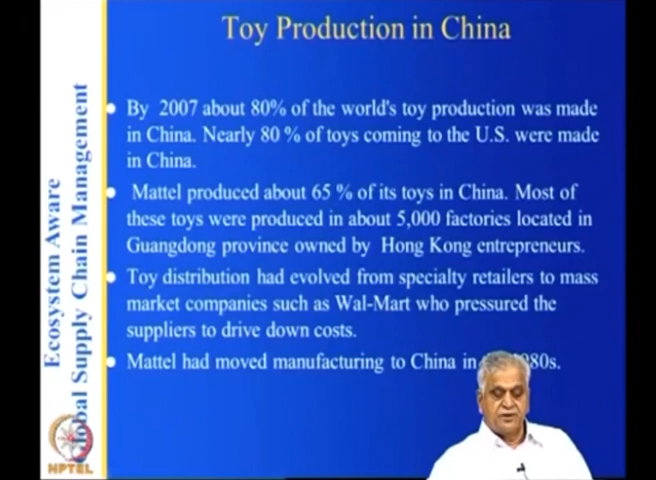 Toy Production in China
By 2007 about 80% of the world's toy production was made
in China. Nearly 80 % of toys coming to the U.S. were made
in China.
Mattel produced about 65 % of its toys in China. Most of
these toys were produced in about 5,000 factories located in
Guangdong province owned by Hong Kong entrepreneurs.
Toy distribution had evolved from specialty retailers to mass
market companies such as Wal-Mart who pressured the
suppliers to drive down costs.
Mattel had moved manufacturing to China in 80s.
Ecosystem Aware
Global Supply Chain Management
NPTEL